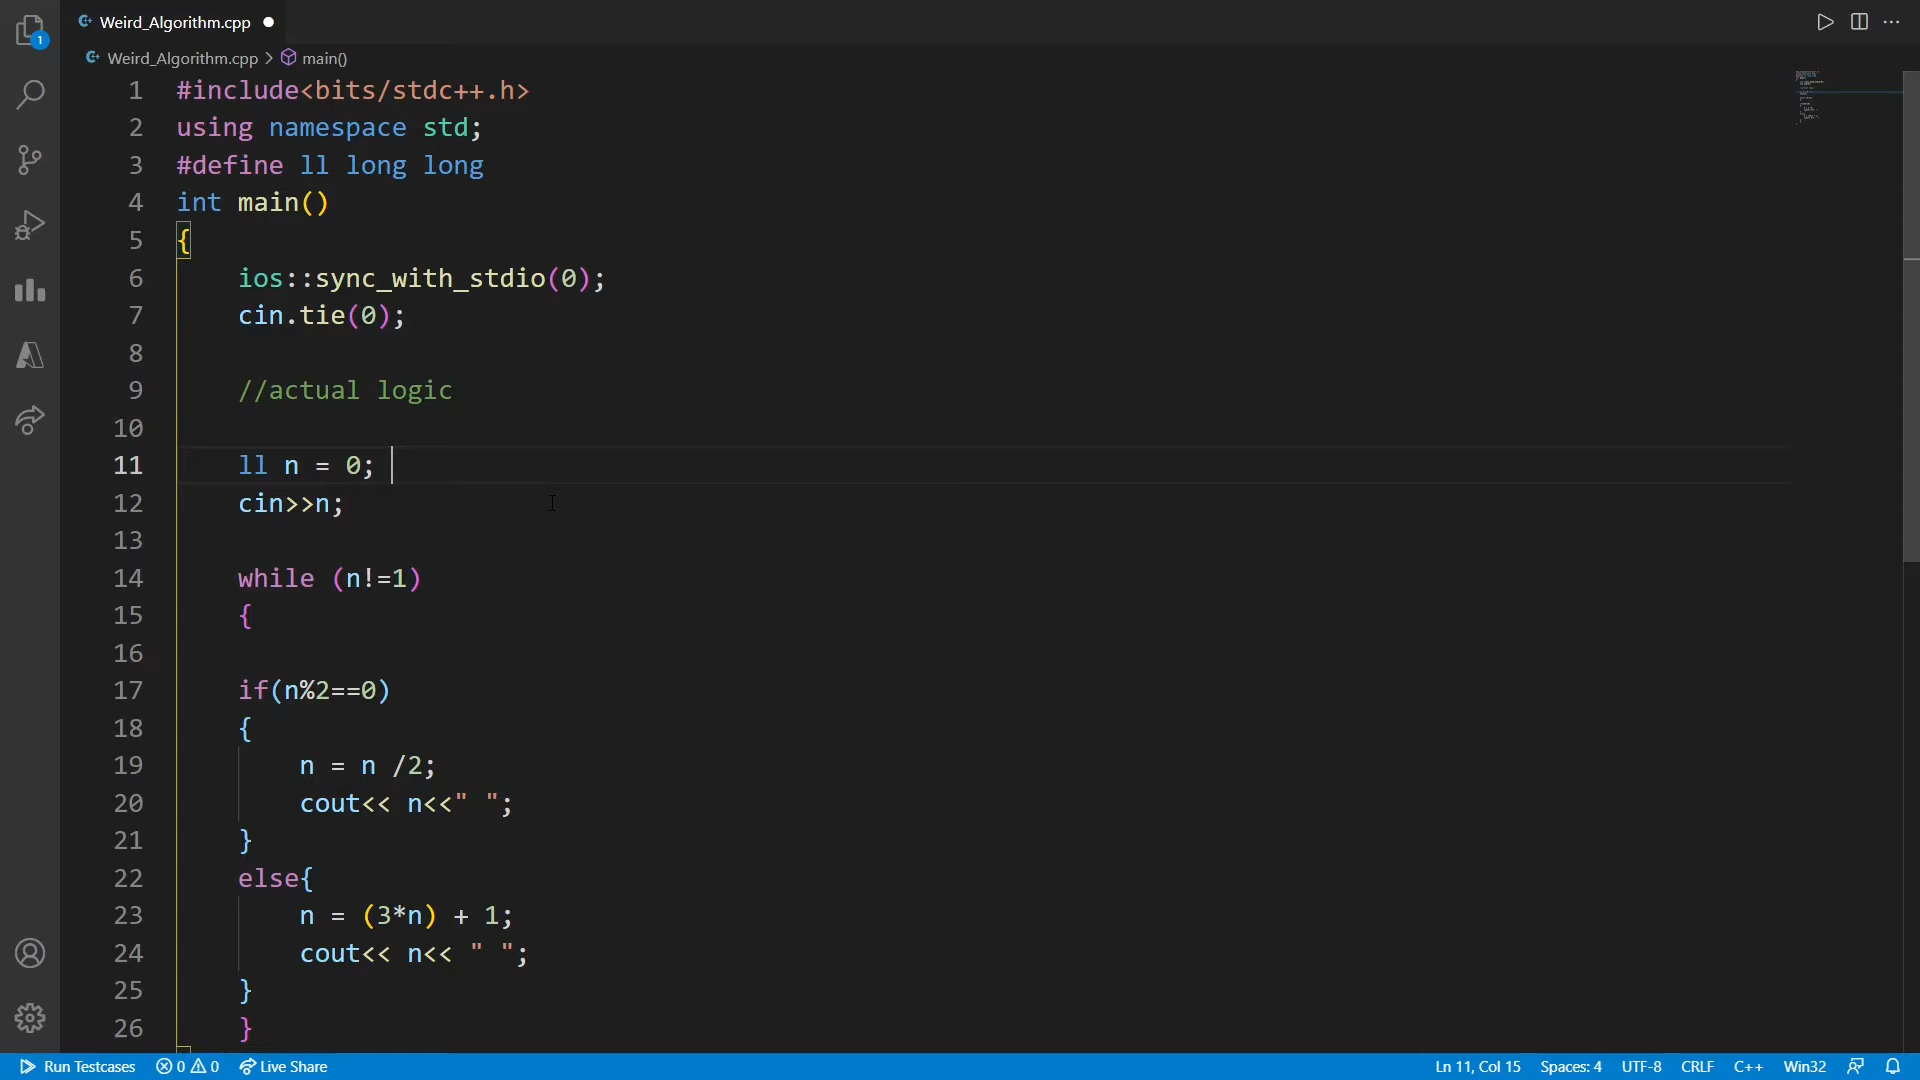 Weird_Algorithm.cpp
Weird_Algorithm.cpp > main()
1
1 #include<bits/stdc++.h>
2 using namespace std;
3 #define ll long long
4 int main()
5 {
6 ios::sync_with_stdio(0);
7 cin.tie(0);
8
9 //actual logic
10
11 ll n = 0;
12 cin>>n;
13
14 while (n!=1)
15 {
16
17 if(n%2==0)
18 {
19 n = n /2;
20 cout<< n<<" ";
21 }
22 else{
23 n = (3*n) + 1;
24 cout<< n<< " ";
25 }
26 }
Run Testcases 0 0 Live Share Ln 11, Col 15 Spaces: 4 UTF-8 CRLF C++ Win32